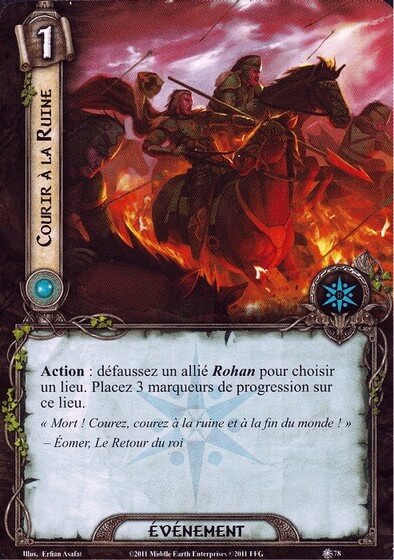 1
COURIR À LA RUINE
Action : défaussez un allié Rohan pour choisir
un lieu. Placez 3 marqueurs de progression sur
ce lieu.
« Mort ! Courez, courez à la ruine et à la fin du monde ! »
– Éomer, Le Retour du roi
ÉVÉNEMENT
Illus. Erfian Asafat
©2011 Middle Earth Enterprises ©2011 FFG
78